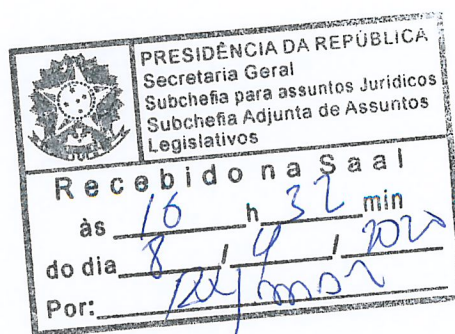 PRESIDÊNCIA DA REPÚBLICA
Secretaria Geral
Subchefia para assuntos Jurídicos
Subchefia Adjunta de Assuntos
Legislativos
Recebido na Saal
às 16 h 32 min
do dia 8 / 9 / 2020
Por: